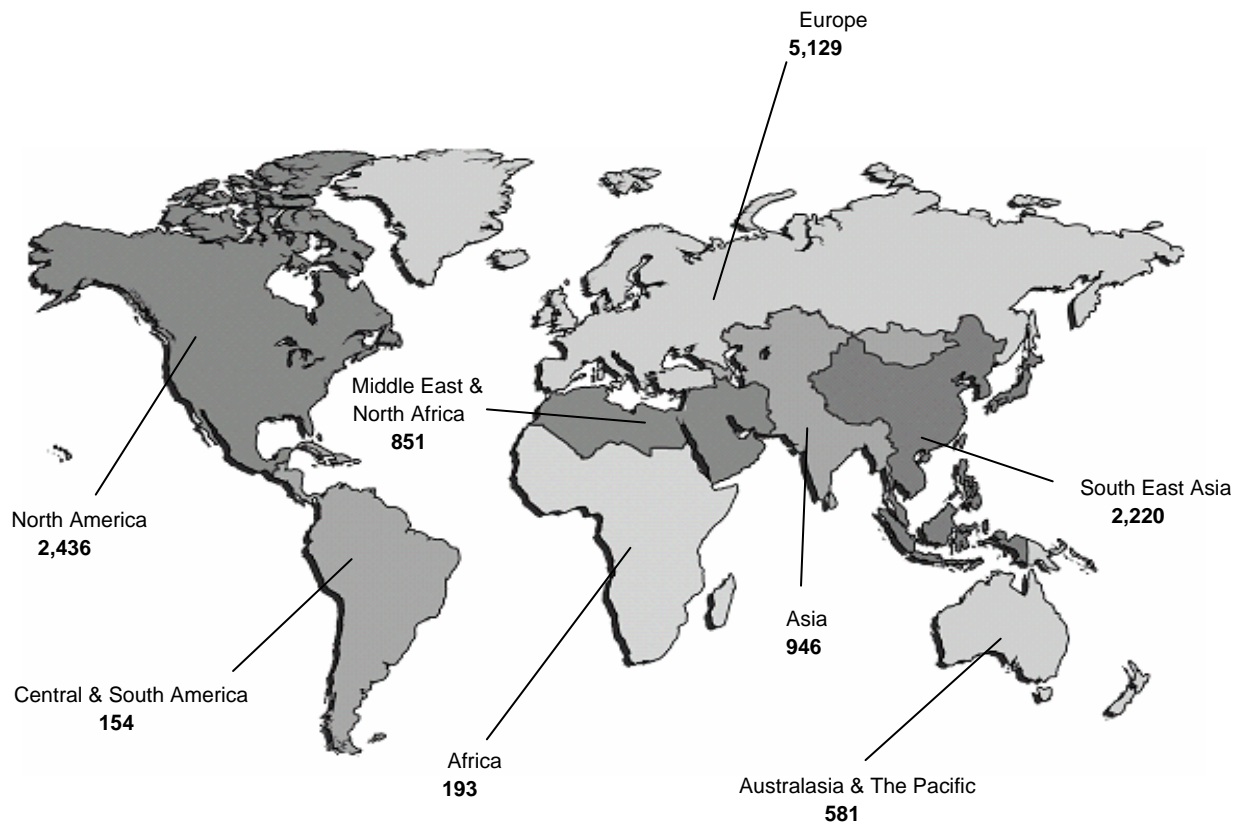 Europe
5,129
Middle East &
North Africa
851
North America
2,436
South East Asia
2,220
Asia
946
Central & South America
154
Africa
193
Australasia & The Pacific
581